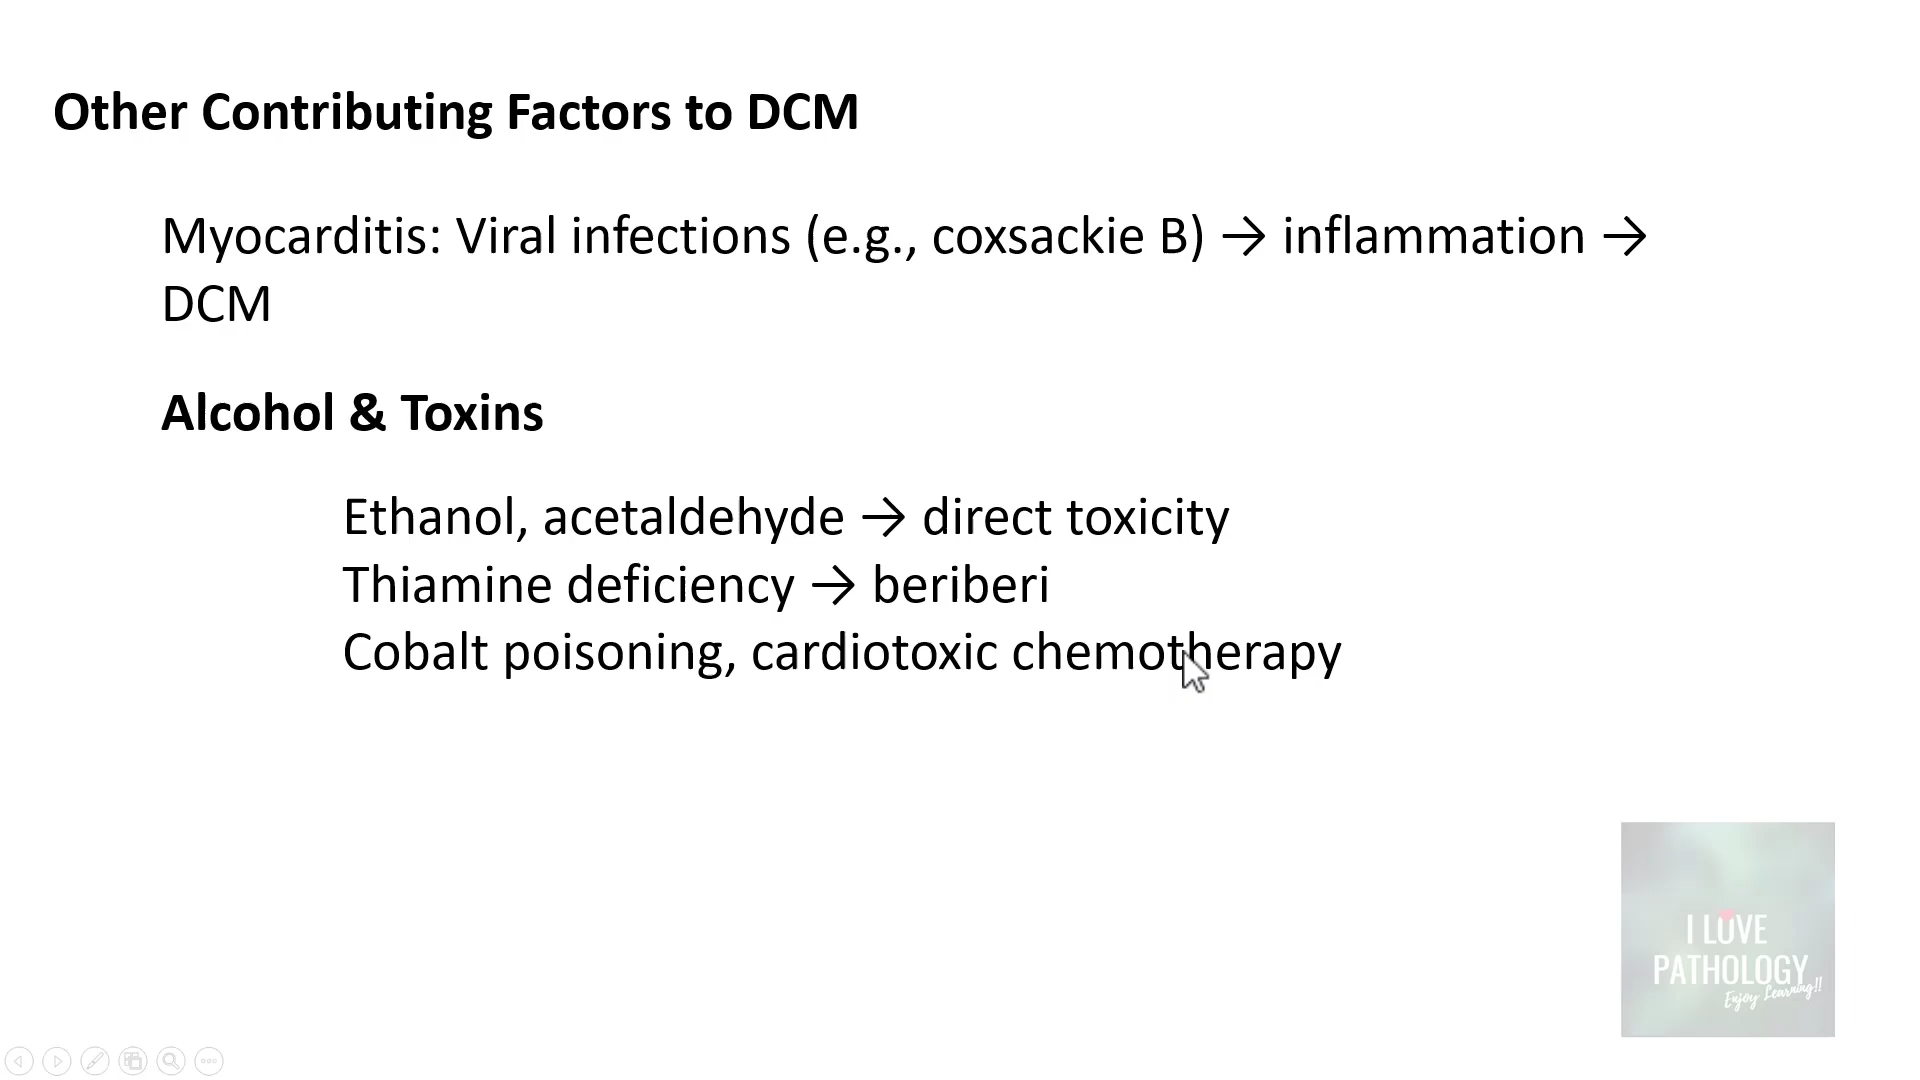 Other Contributing Factors to DCM
Myocarditis: Viral infections (e.g., coxsackie B) → inflammation →
DCM
Alcohol & Toxins
Ethanol, acetaldehyde → direct toxicity
Thiamine deficiency → beriberi
Cobalt poisoning, cardiotoxic chemotherapy
I LOVE
PATHOLOGY
Enjoy Learning!!